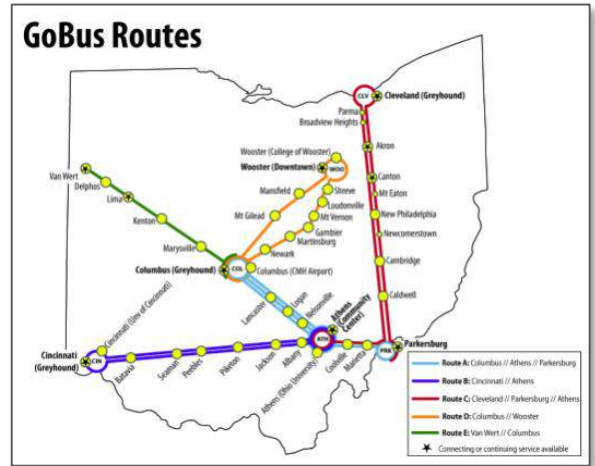 GoBus Routes
CLV
Cleveland (Greyhound)
Parma
Broadview Heights
Akron
Wooster (College of Wooster)
Wooster (Downtown)
WOO
Canton
Mt Eaton
Van Wert
Delphos
Lima
Mansfield
Shreve
Loudonville
New Philadelphia
Mt Gilead
Mt Vernon
Kenton
Gambier
Newcomerstown
Martinsburg
Marysville
Newark
Cambridge
Columbus (Greyhound)
COL
Columbus (CMH Airport)
Caldwell
Lancaster
Logan
Nelsonville
Athens
(Community
Center)
Cincinnati (Unv of Cincinnati)
ATH
Parkersburg
PRK
Cincinnati
(Greyhound)
CIN
Batavia
Seaman
Peebles
Piketon
Jackson
Albany
Athens (Ohio University)
Coolville
Marietta
Route A: Columbus // Athens // Parkersburg
Route B: Cincinnati // Athens
Route C: Cleveland // Parkersburg // Athens
Route D: Columbus // Wooster
Route E: Van Wert // Columbus
Connecting or continuing service available